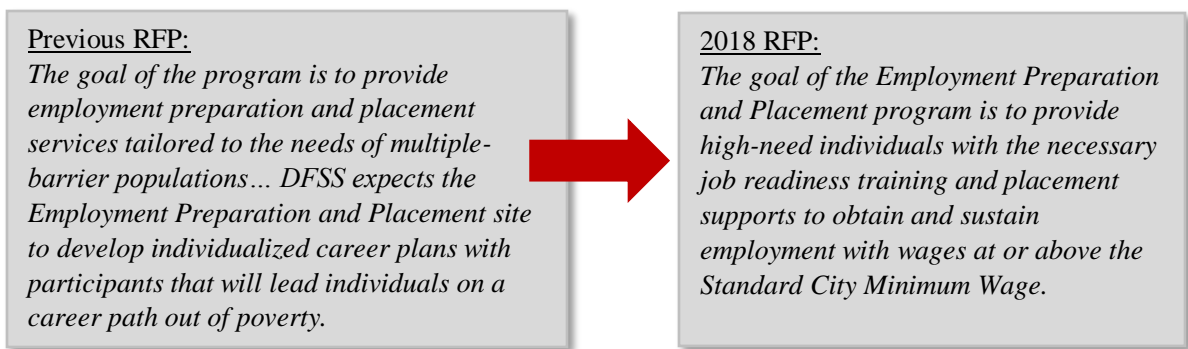 Previous RFP:
The goal of the program is to provide
employment preparation and placement
services tailored to the needs of multiple-
barrier populations… DFSS expects the
Employment Preparation and Placement site
to develop individualized career plans with
participants that will lead individuals on a
career path out of poverty.
2018 RFP:
The goal of the Employment Preparation
and Placement program is to provide
high-need individuals with the necessary
job readiness training and placement
supports to obtain and sustain
employment with wages at or above the
Standard City Minimum Wage.